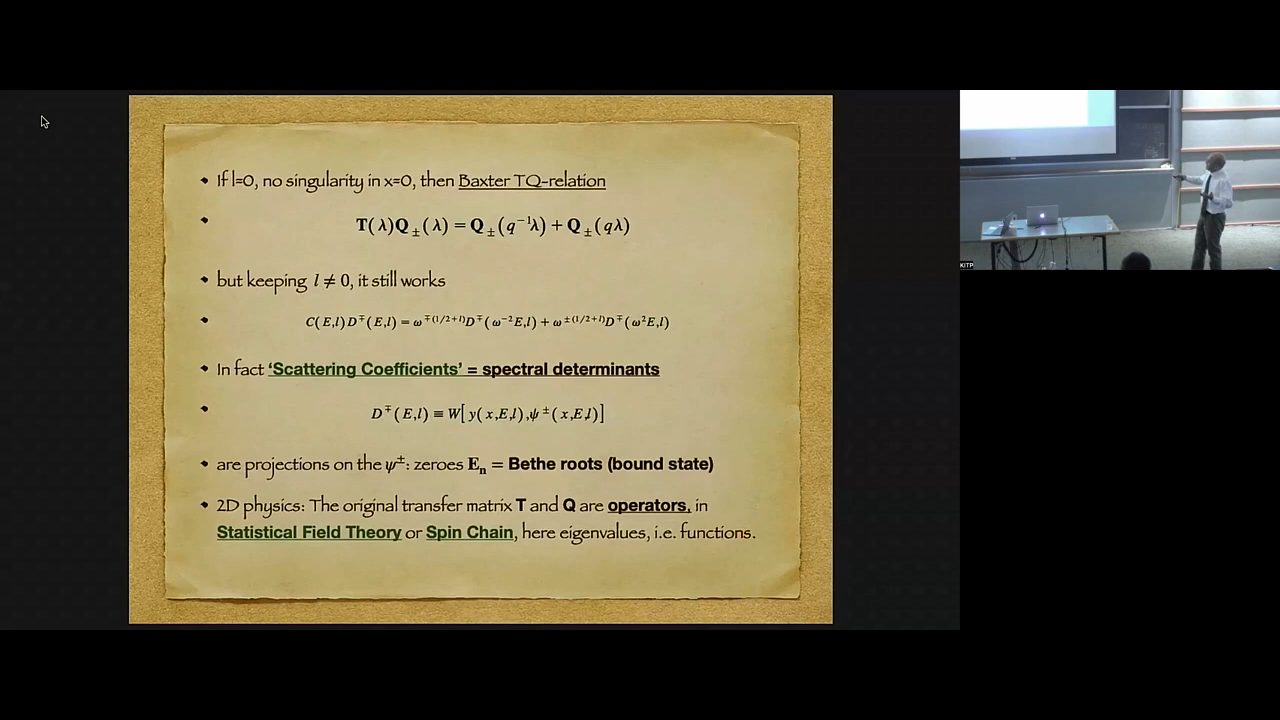 If l=0, no singularity in x=0, then Baxter TQ-relation
T(λ)Q±(λ) = Q±(q⁻¹λ) + Q±(qλ)
but keeping l ≠ 0, it still works
C(E,l)D∓(E,l) = ω^∓(1/2+l)D∓(ω⁻²E,l) + ω^±(1/2+l)D∓(ω²E,l)
In fact ‘Scattering Coefficients’ = spectral determinants
D∓(E,l) ≡ W[y(x,E,l),ψ±(x,E,l)]
are projections on the ψ±: zeroes Eₙ = Bethe roots (bound state)
2D physics: The original transfer matrix T and Q are operators, in
Statistical Field Theory or Spin Chain, here eigenvalues, i.e. functions.
KITP